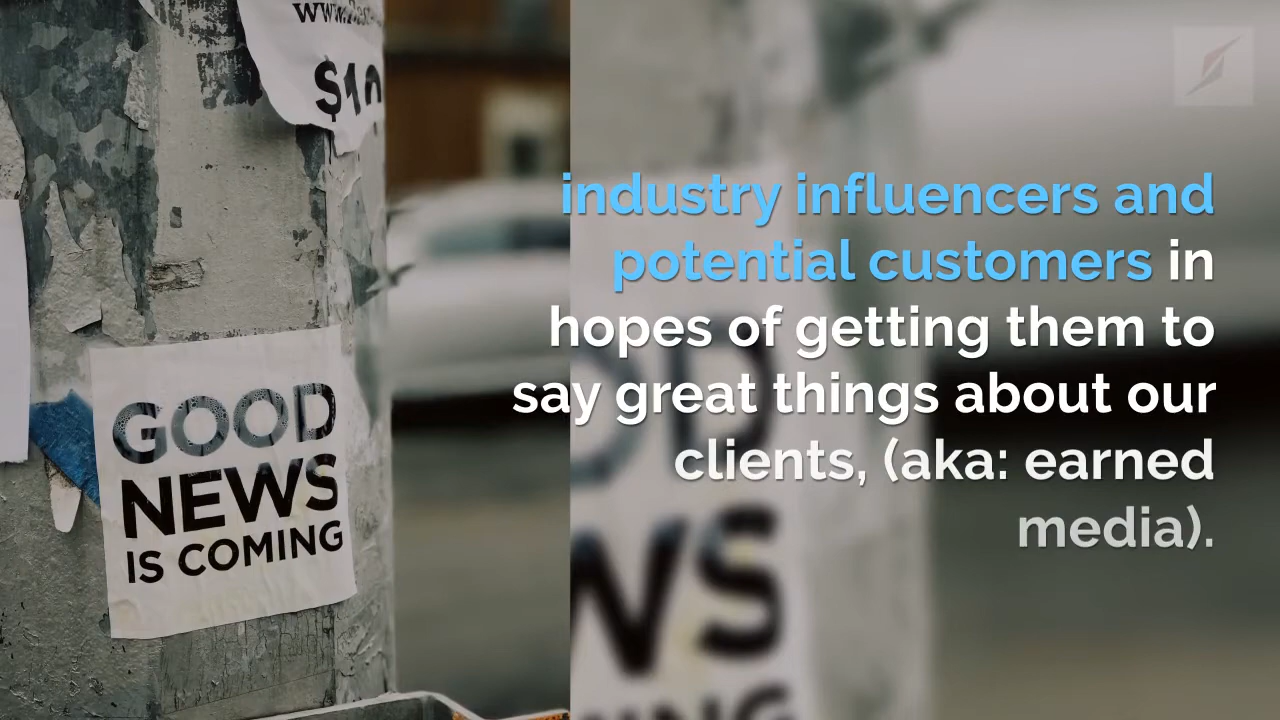 $10
GOOD
NEWS
IS COMING
industry influencers and
potential customers in
hopes of getting them to
say great things about our
clients, (aka: earned
media).